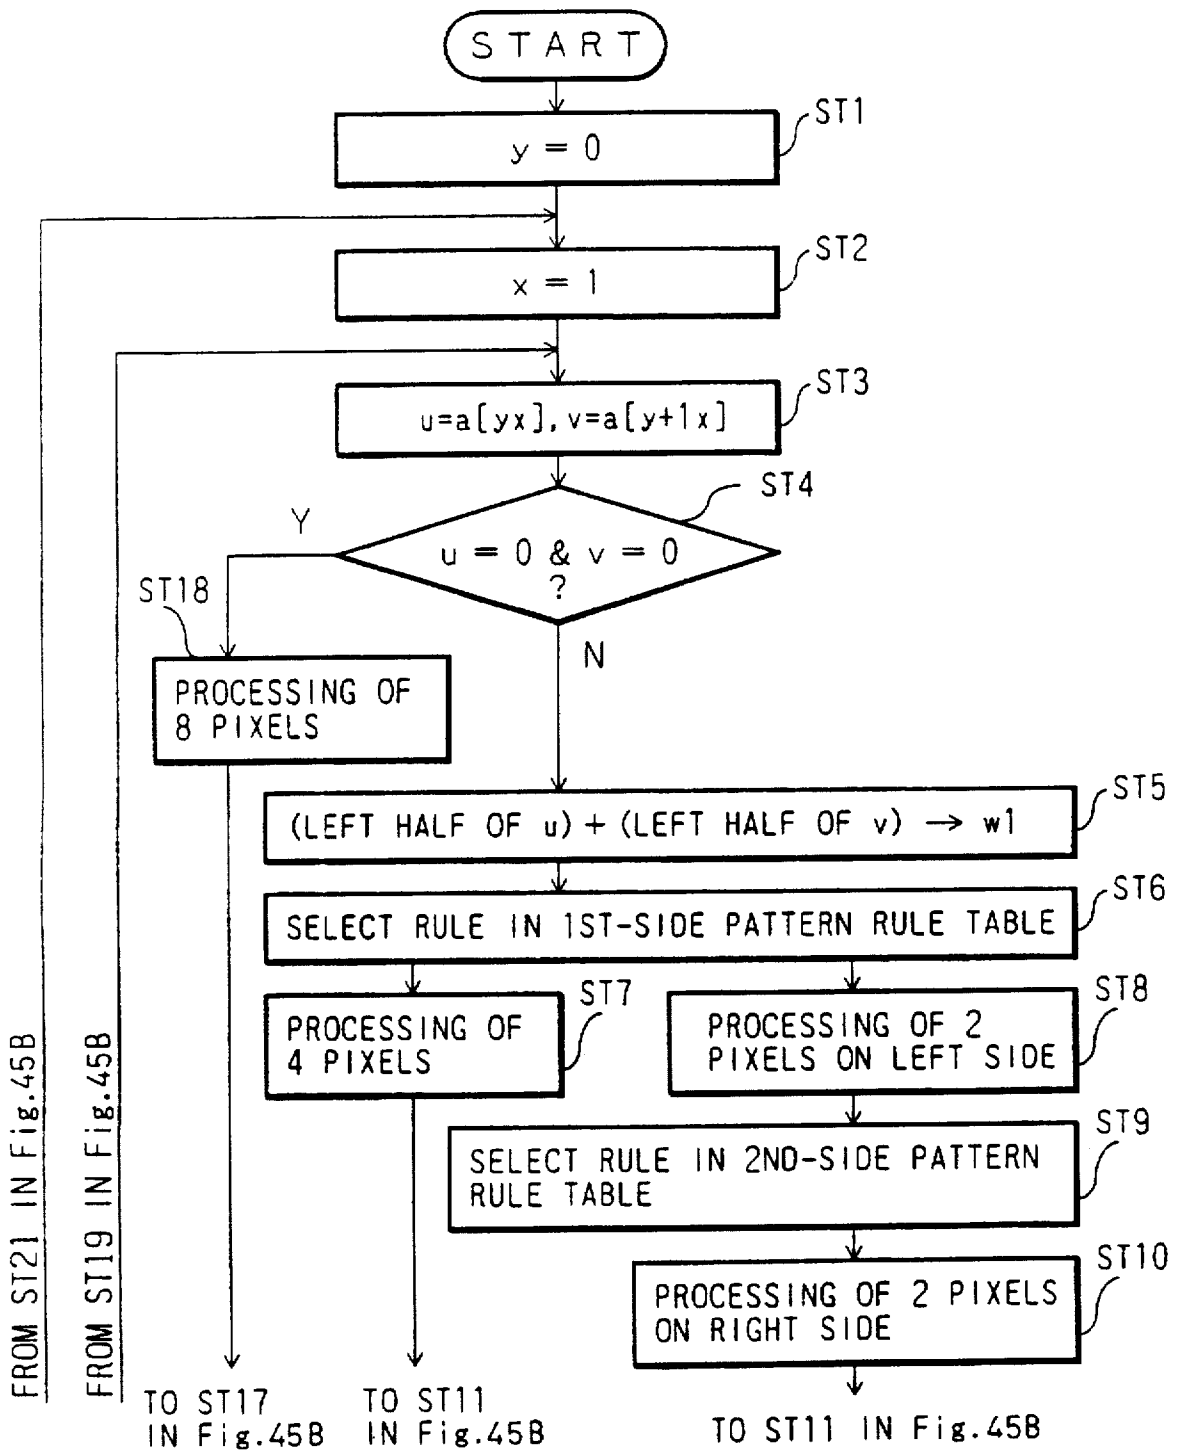 START
ST1
y = 0
ST2
x = 1
ST3
u=a[yx], v=a[y+1x]
ST4
Y
u = 0 & v = 0
?
ST18
N
PROCESSING OF
8 PIXELS
ST5
(LEFT HALF OF u) + (LEFT HALF OF v) → w1
ST6
SELECT RULE IN 1ST-SIDE PATTERN RULE TABLE
ST7
PROCESSING OF
4 PIXELS
ST8
PROCESSING OF 2
PIXELS ON LEFT SIDE
ST9
SELECT RULE IN 2ND-SIDE PATTERN
RULE TABLE
ST10
PROCESSING OF 2 PIXELS
ON RIGHT SIDE
FROM ST21 IN Fig.45B
FROM ST19 IN Fig.45B
TO ST17
IN Fig.45B
TO ST11
IN Fig.45B
TO ST11 IN Fig.45B